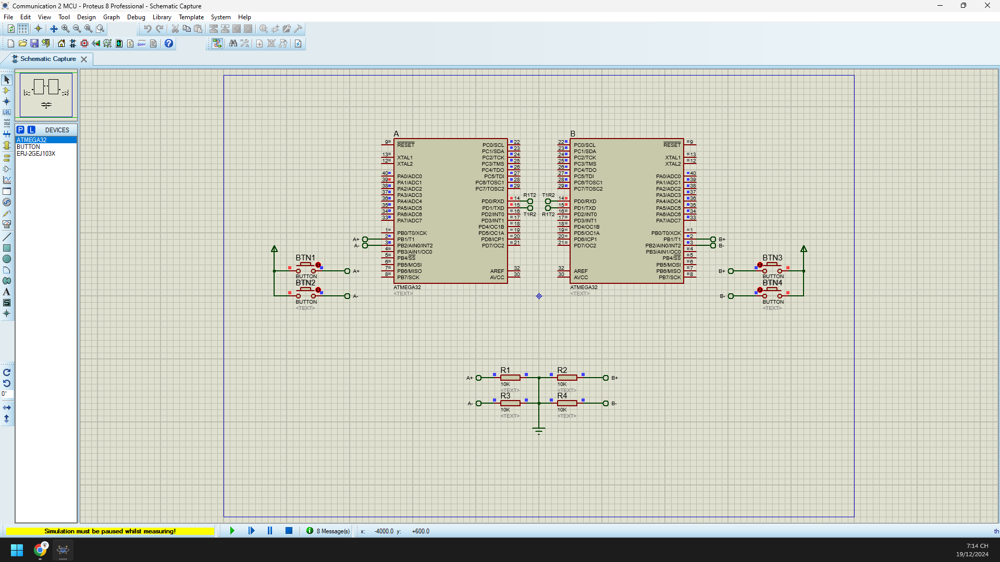 Communication 2 MCU - Proteus 8 Professional - Schematic Capture
File Edit View Tool Design Graph Debug Library Template System Help
Schematic Capture
LBL
P L DEVICES
ATMEGA32
BUTTON
ERJ-2GEJ103X
A
0°
A
9 RESET
13 XTAL1
12 XTAL2
40 PA0/ADC0
39 PA1/ADC1
38 PA2/ADC2
37 PA3/ADC3
36 PA4/ADC4
35 PA5/ADC5
34 PA6/ADC6
33 PA7/ADC7
1 PB0/T0/XCK
A+ 2 PB1/T1
A- 3 PB2/AIN0/INT2
4 PB3/AIN1/OC0
5 PB4/SS
6 PB5/MOSI
7 PB6/MISO
8 PB7/SCK
PC0/SCL 22
PC1/SDA 23
PC2/TCK 24
PC3/TMS 25
PC4/TDO 26
PC5/TDI 27
PC6/TOSC1 28
PC7/TOSC2 29
PD0/RXD 14 R1T2
PD1/TXD 15 T1R2
PD2/INT0 16
PD3/INT1 17
PD4/OC1B 18
PD5/OC1A 19
PD6/ICP1 20
PD7/OC2 21
AREF 32
AVCC 30
ATMEGA32
<TEXT>
B
22 PC0/SCL
23 PC1/SDA
24 PC2/TCK
25 PC3/TMS
26 PC4/TDO
27 PC5/TDI
28 PC6/TOSC1
29 PC7/TOSC2
T1R2 14 PD0/RXD
R1T2 15 PD1/TXD
16 PD2/INT0
17 PD3/INT1
18 PD4/OC1B
19 PD5/OC1A
20 PD6/ICP1
21 PD7/OC2
32 AREF
30 AVCC
RESET 9
XTAL1 13
XTAL2 12
PA0/ADC0 40
PA1/ADC1 39
PA2/ADC2 38
PA3/ADC3 37
PA4/ADC4 36
PA5/ADC5 35
PA6/ADC6 34
PA7/ADC7 33
PB0/T0/XCK 1
PB1/T1 2 B+
PB2/AIN0/INT2 3 B-
PB3/AIN1/OC0 4
PB4/SS 5
PB5/MOSI 6
PB6/MISO 7
PB7/SCK 8
ATMEGA32
<TEXT>
BTN1
A+
BUTTON
BTN2
A-
BUTTON
<TEXT>
BTN3
B+
BUTTON
BTN4
B-
BUTTON
<TEXT>
R1 R2
A+ B+
10K 10K
<TEXT> <TEXT>
R3 R4
A- B-
10K 10K
<TEXT> <TEXT>
Simulation must be paused whilst measuring! 8 Message(s) x: -4000.0 y: +600.0 th
7:14 CH
19/12/2024